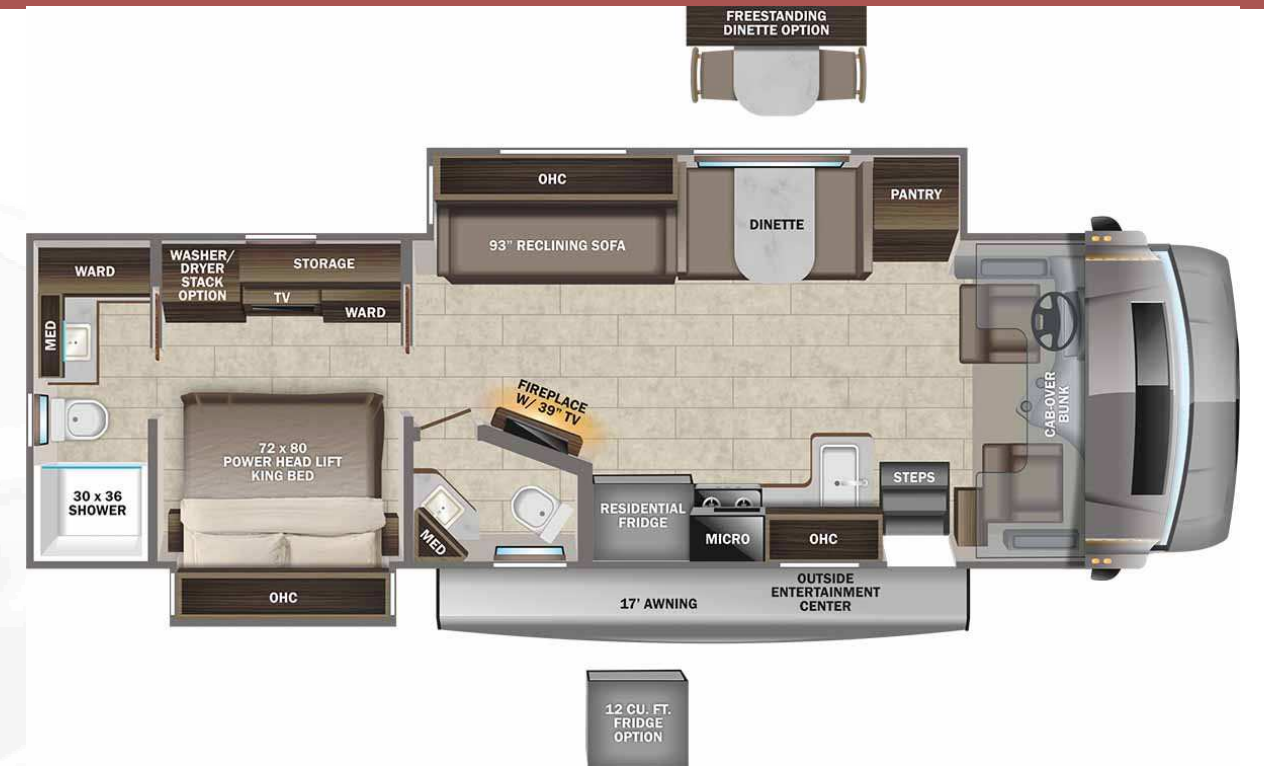 FREESTANDING
DINETTE OPTION
OHC
93" RECLINING SOFA
DINETTE
PANTRY
WARD
WASHER/
DRYER
STACK
OPTION
STORAGE
TV
WARD
MED
FIREPLACE
W/ 39" TV
CAB-OVER
BUNK
72 x 80
POWER HEAD LIFT
KING BED
30 x 36
SHOWER
MED
RESIDENTIAL
FRIDGE
MICRO
OHC
STEPS
OHC
17' AWNING
OUTSIDE
ENTERTAINMENT
CENTER
12 CU. FT.
FRIDGE
OPTION